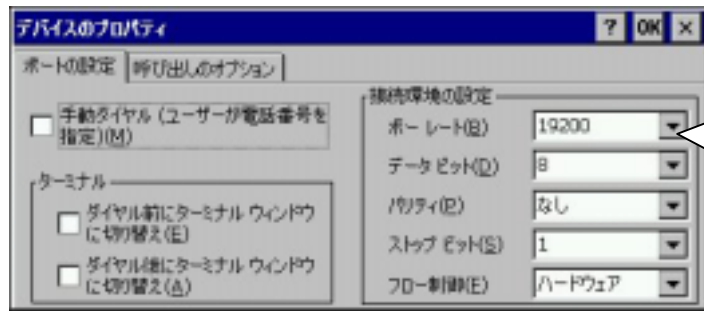 デバイスのプロパティ ? OK ×
ポートの設定 呼び出しのオプション
手動ダイヤル (ユーザーが電話番号を
指定)(M)
ターミナル
ダイヤル前にターミナル ウィンドウ
に切り替え(E)
ダイヤル後にターミナル ウィンドウ
に切り替え(A)
接続環境の設定
ボー レート(B) 19200
データ ビット(D) 8
パリティ(P) なし
ストップ ビット(S) 1
フロー制御(F) ハードウェア